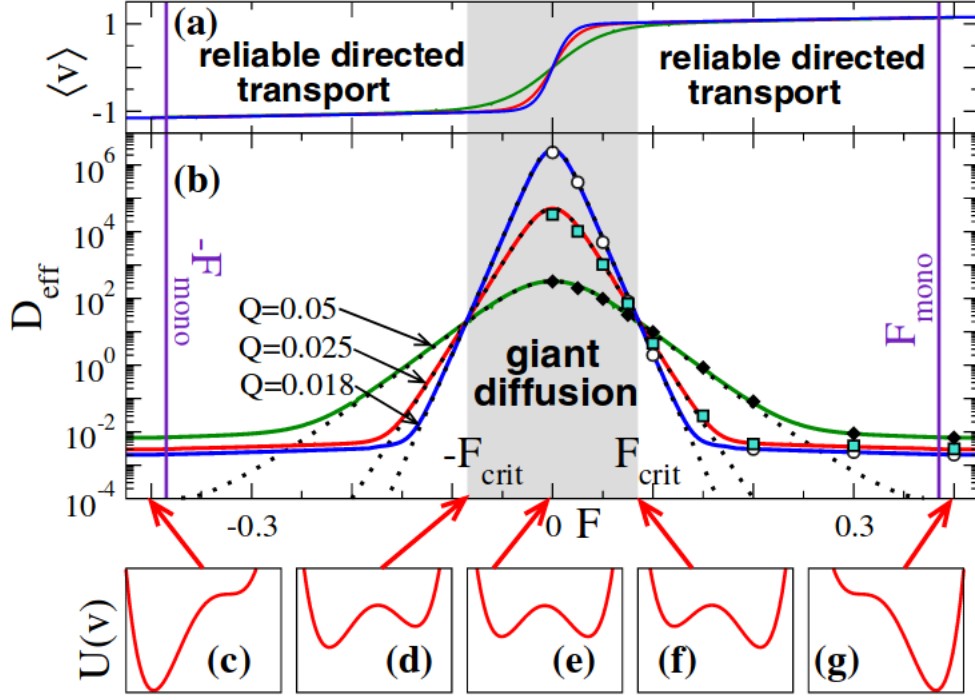 (a)
⟨v⟩
1
-1
reliable directed
transport
reliable directed
transport
(b)
D_eff
10^6
10^4
10^2
10^0
10^-2
10^-4
-F_mono
F_mono
Q=0.05
Q=0.025
Q=0.018
giant
diffusion
-F_crit
F_crit
-0.3
0
F
0.3
U(v)
(c)
(d)
(e)
(f)
(g)